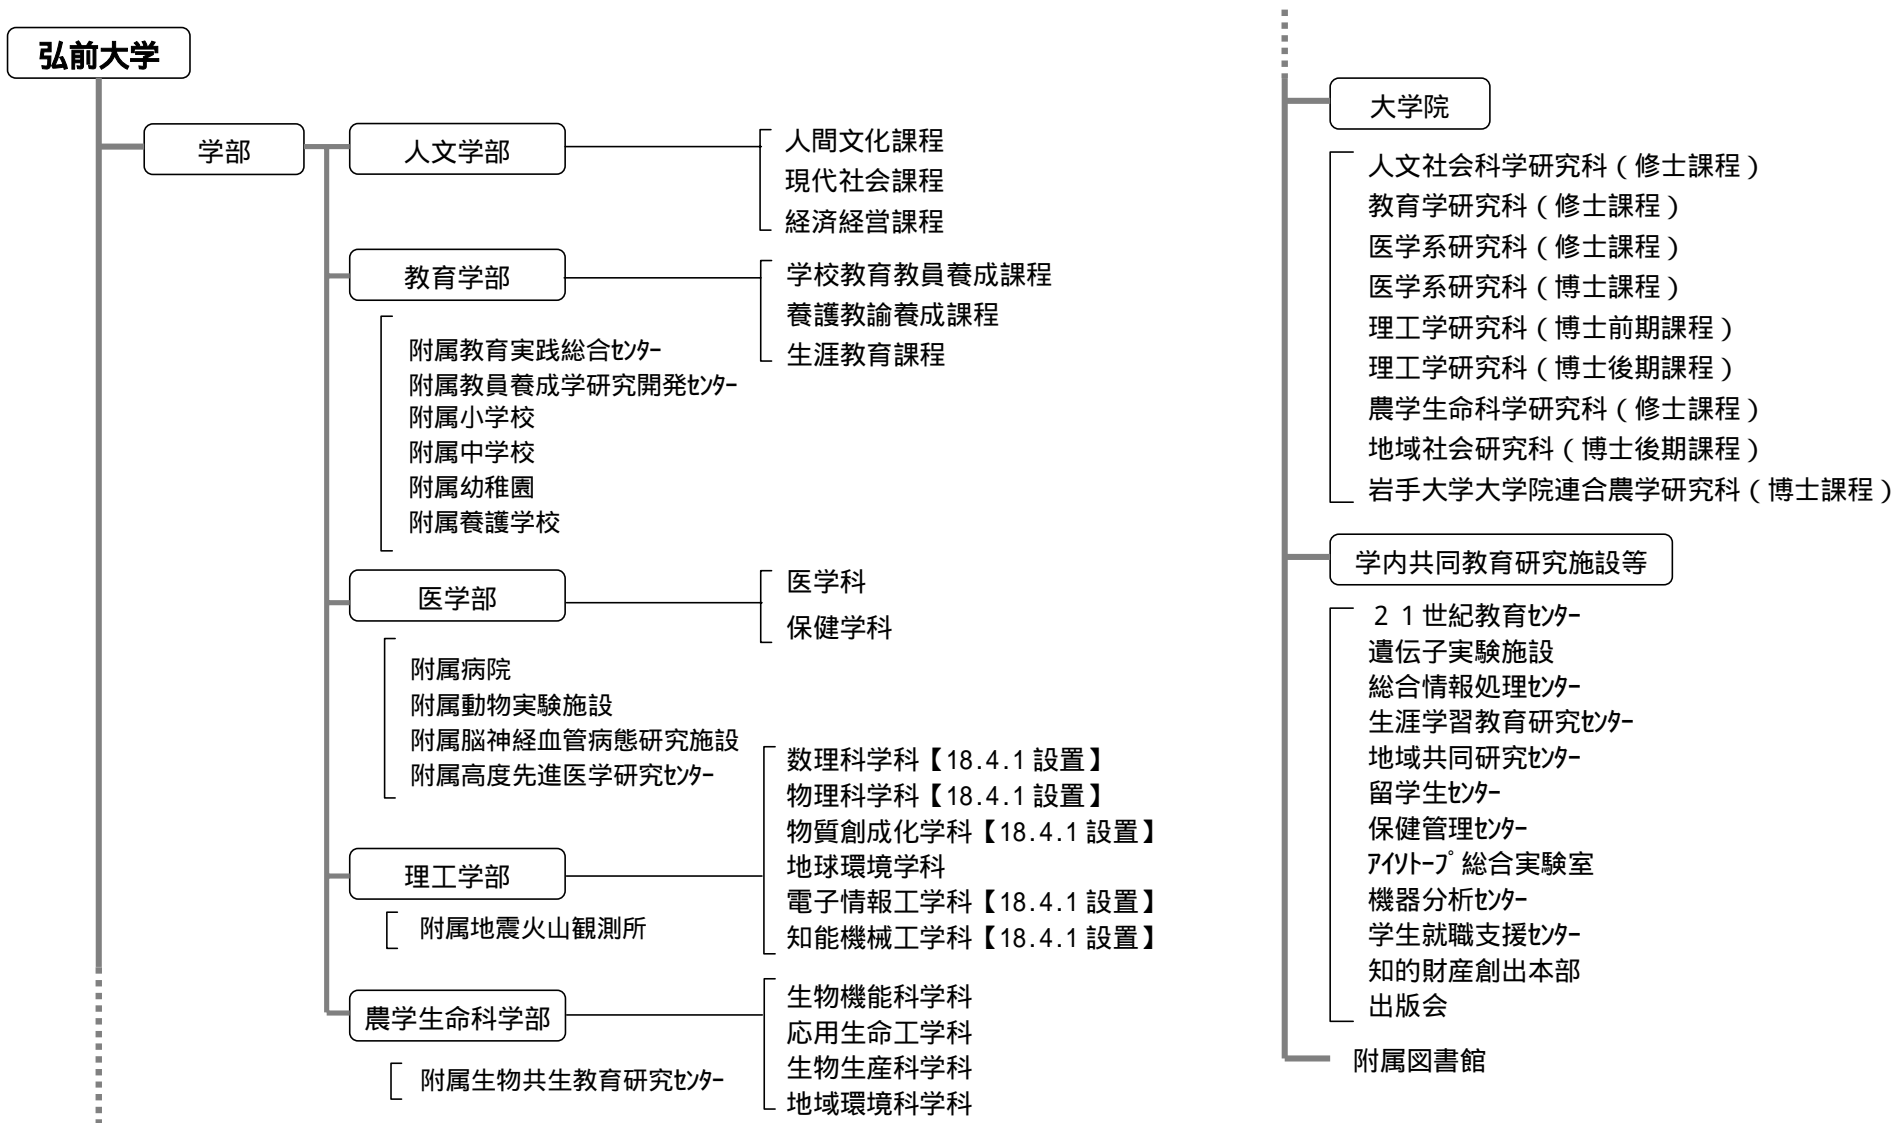 弘前大学
学部
人文学部
人間文化課程
現代社会課程
経済経営課程
教育学部
学校教育教員養成課程
養護教諭養成課程
生涯教育課程
附属教育実践総合ｾﾝﾀｰ
附属教員養成学研究開発ｾﾝﾀｰ
附属小学校
附属中学校
附属幼稚園
附属養護学校
医学部
医学科
保健学科
附属病院
附属動物実験施設
附属脳神経血管病態研究施設
附属高度先進医学研究ｾﾝﾀｰ
理工学部
数理科学科【18.4.1 設置】
物理科学科【18.4.1 設置】
物質創成化学科【18.4.1 設置】
地球環境学科
電子情報工学科【18.4.1 設置】
知能機械工学科【18.4.1 設置】
附属地震火山観測所
農学生命科学部
生物機能科学科
応用生命工学科
生物生産科学科
地域環境科学科
附属生物共生教育研究ｾﾝﾀｰ
大学院
人文社会科学研究科（修士課程）
教育学研究科（修士課程）
医学系研究科（修士課程）
医学系研究科（博士課程）
理工学研究科（博士前期課程）
理工学研究科（博士後期課程）
農学生命科学研究科（修士課程）
地域社会研究科（博士後期課程）
岩手大学大学院連合農学研究科（博士課程）
学内共同教育研究施設等
２１世紀教育ｾﾝﾀｰ
遺伝子実験施設
総合情報処理ｾﾝﾀｰ
生涯学習教育研究ｾﾝﾀｰ
地域共同研究ｾﾝﾀｰ
留学生ｾﾝﾀｰ
保健管理ｾﾝﾀｰ
ｱｲｿﾄｰﾌﾟ総合実験室
機器分析ｾﾝﾀｰ
学生就職支援ｾﾝﾀｰ
知的財産創出本部
出版会
附属図書館